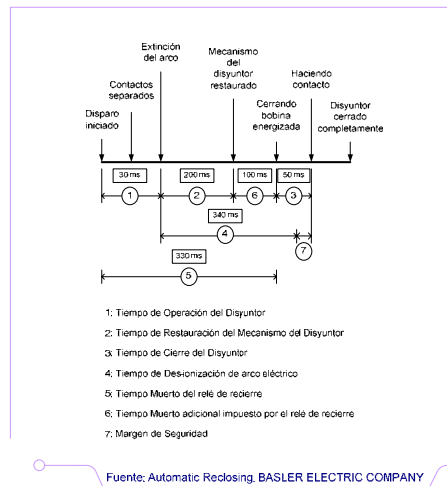 Extinción
del arco
Mecanismo
del
disyuntor
restaurado
Haciendo
contacto
Contactos
separados
Cerrando
bobina
energizada
Disyuntor
cerrado
completamente
Disparo
iniciado
30 ms
200 ms
100 ms
50 ms
1
2
6
3
340 ms
4
7
330 ms
5
1: Tiempo de Operación del Disyuntor
2: Tiempo de Restauración del Mecanismo del Disyuntor
3: Tiempo de Cierre del Disyuntor
4: Tiempo de Des-ionización de arco eléctrico
5: Tiempo Muerto del relé de recierre
6: Tiempo Muerto adicional impuesto por el relé de recierre
7: Margen de Seguridad
Fuente: Automatic Reclosing. BASLER ELECTRIC COMPANY